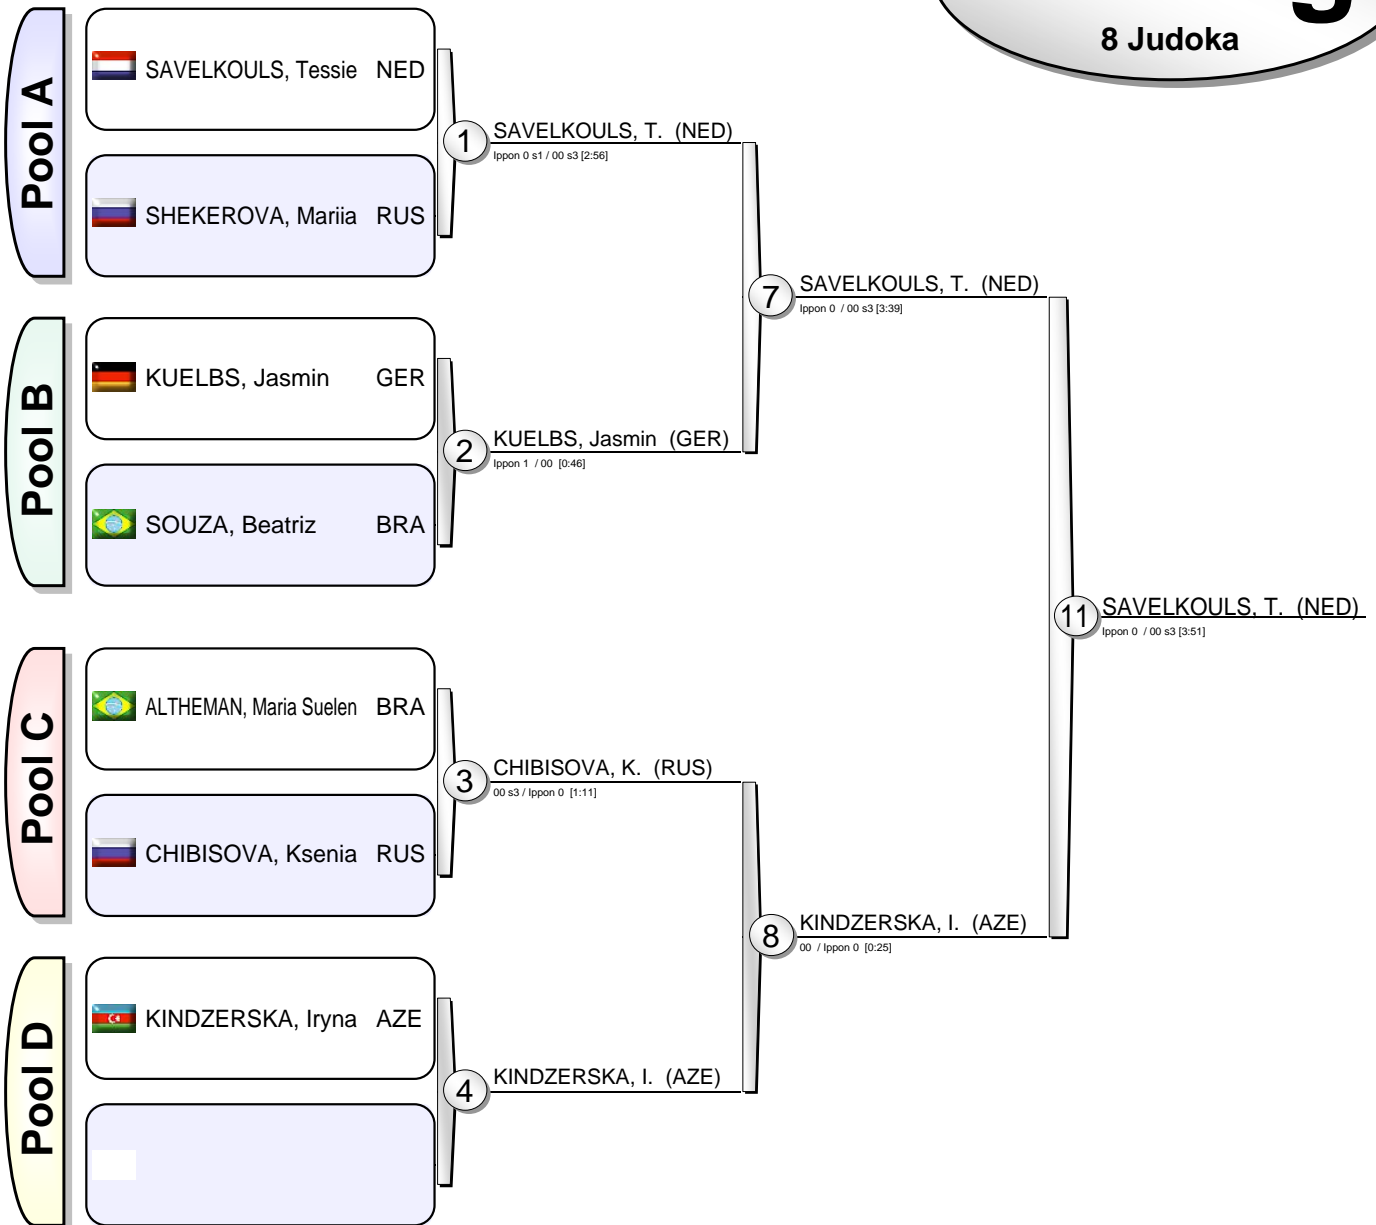 8 Judoka
Pool A
SAVELKOULS, Tessie NED
SHEKEROVA, Mariia RUS
1 SAVELKOULS, T. (NED)
Ippon 0 s1 / 00 s3 [2:56]
7 SAVELKOULS, T. (NED)
Ippon 0 / 00 s3 [3:39]
Pool B
KUELBS, Jasmin GER
SOUZA, Beatriz BRA
2 KUELBS, Jasmin (GER)
Ippon 1 / 00 [0:46]
11 SAVELKOULS, T. (NED)
Ippon 0 / 00 s3 [3:51]
Pool C
ALTHEMAN, Maria Suelen BRA
CHIBISOVA, Ksenia RUS
3 CHIBISOVA, K. (RUS)
00 s3 / Ippon 0 [1:11]
8 KINDZERSKA, I. (AZE)
00 / Ippon 0 [0:25]
Pool D
KINDZERSKA, Iryna AZE
4 KINDZERSKA, I. (AZE)